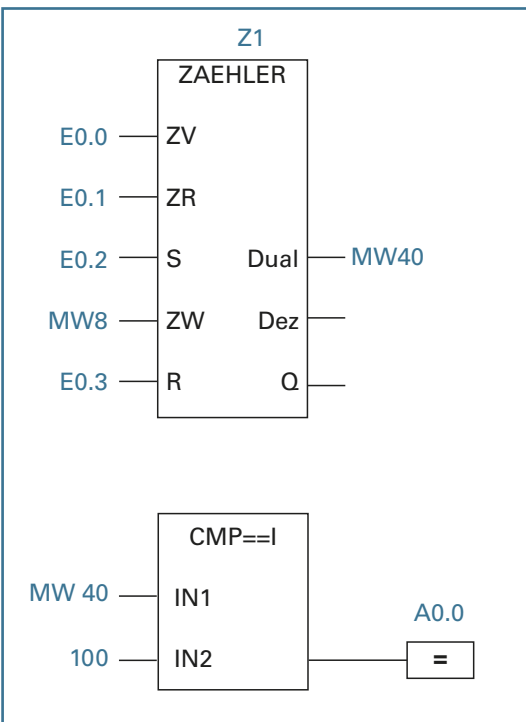 Z1
ZAEHLER
E0.0 ZV
E0.1 ZR
E0.2 S Dual MW40
MW8 ZW Dez
E0.3 R Q
CMP==I
MW 40 IN1
A0.0
100 IN2 =